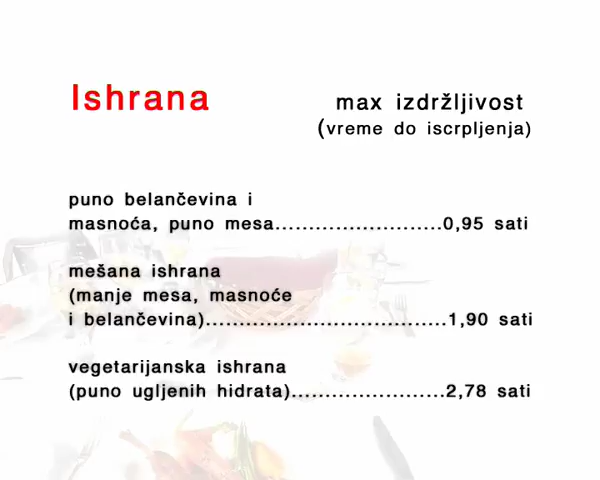 Ishrana
max izdržljivost
(vreme do iscrpljenja)
puno belančevina i
masnoća, puno mesa.........................0,95 sati
mešana ishrana
(manje mesa, masnoće
i belančevina)....................................1,90 sati
vegetarijanska ishrana
(puno ugljenih hidrata).......................2,78 sati